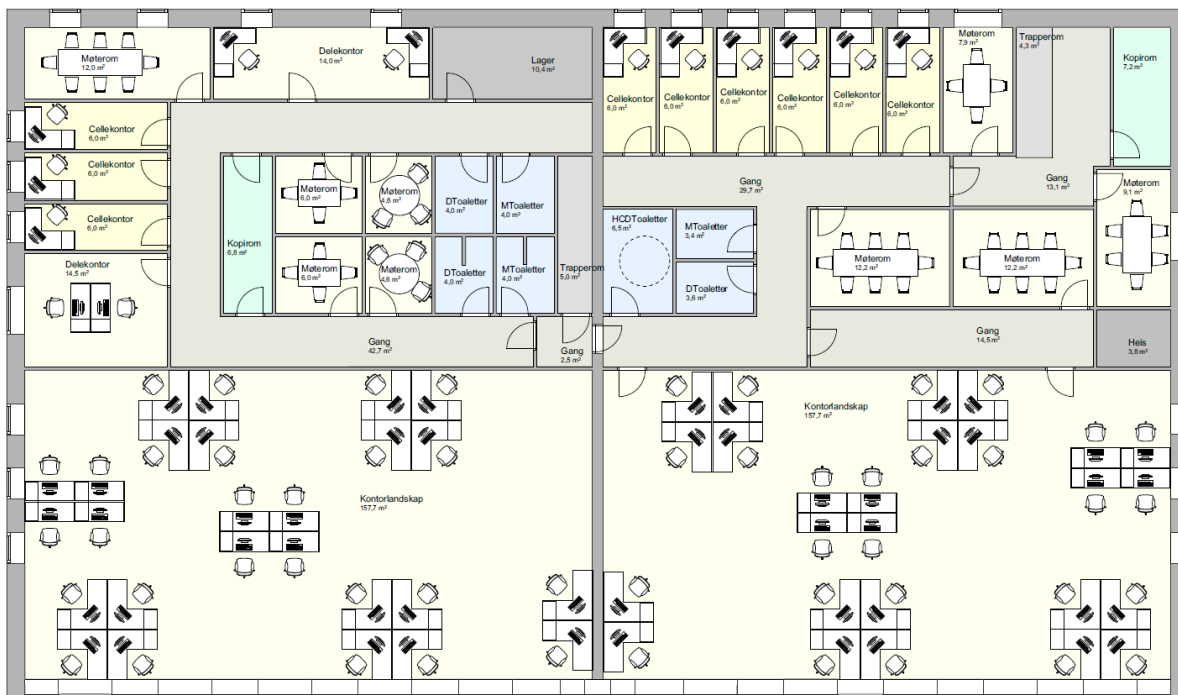 Møterom
12,0 m²
Delekontor
14,0 m²
Lager
10,4 m²
Cellekontor
6,0 m²
Cellekontor
6,0 m²
Cellekontor
6,0 m²
Cellekontor
6,0 m²
Cellekontor
6,0 m²
Cellekontor
6,0 m²
Møterom
7,9 m²
Trapperom
4,3 m²
Kopirom
7,2 m²
Cellekontor
6,0 m²
Cellekontor
6,0 m²
Cellekontor
6,0 m²
Delekontor
14,5 m²
Kopirom
6,8 m²
Møterom
6,0 m²
Møterom
4,6 m²
DToaletter
4,0 m²
MToaletter
4,0 m²
Møterom
6,0 m²
Møterom
4,6 m²
DToaletter
4,0 m²
MToaletter
4,0 m²
Trapperom
5,0 m²
Gang
29,7 m²
Gang
13,1 m²
Møterom
9,1 m²
HCDToaletter
6,5 m²
MToaletter
3,4 m²
DToaletter
3,6 m²
Møterom
12,2 m²
Møterom
12,2 m²
Gang
42,7 m²
Gang
2,5 m²
Gang
14,5 m²
Heis
3,8 m²
Kontorlandskap
157,7 m²
Kontorlandskap
157,7 m²